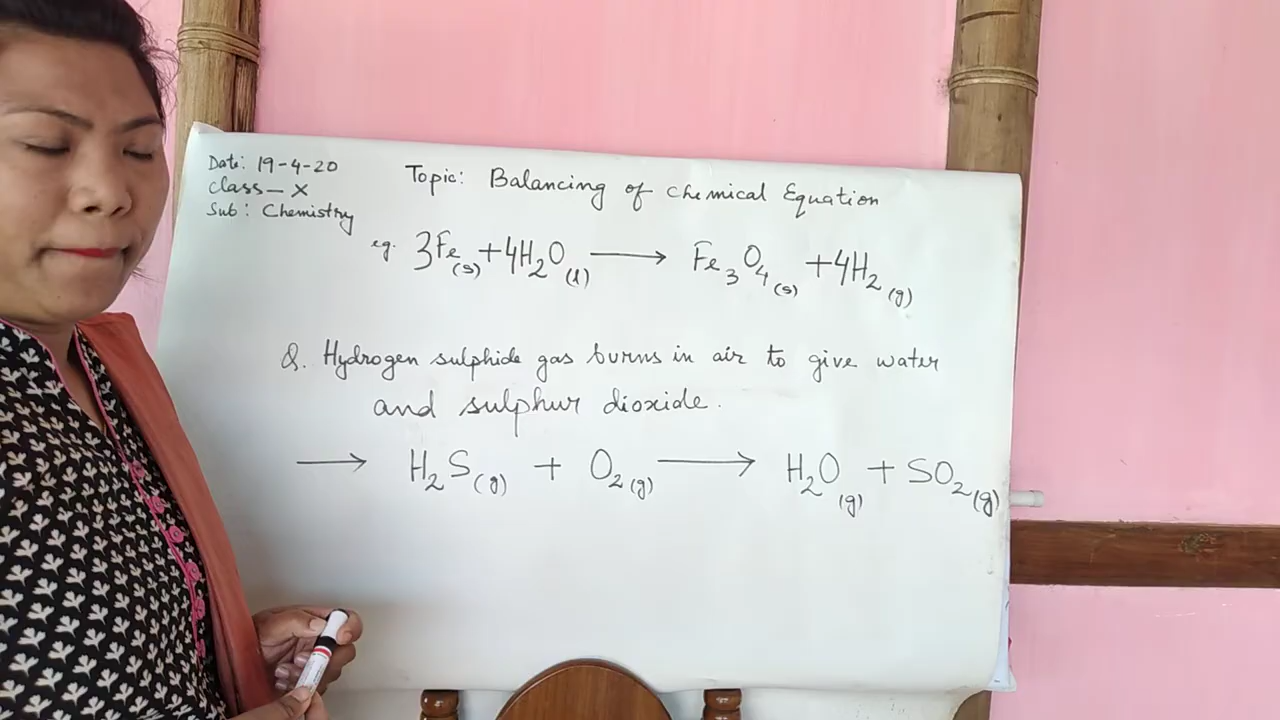 Date: 19-4-20
Class - X
Sub: Chemistry
Topic: Balancing of Chemical Equation
eg. 3Fe(s) + 4H₂O(l) → Fe₃O₄(s) + 4H₂(g)
Q. Hydrogen sulphide gas burns in air to give water
and sulphur dioxide.
→ H₂S(g) + O₂(g) → H₂O(g) + SO₂(g)